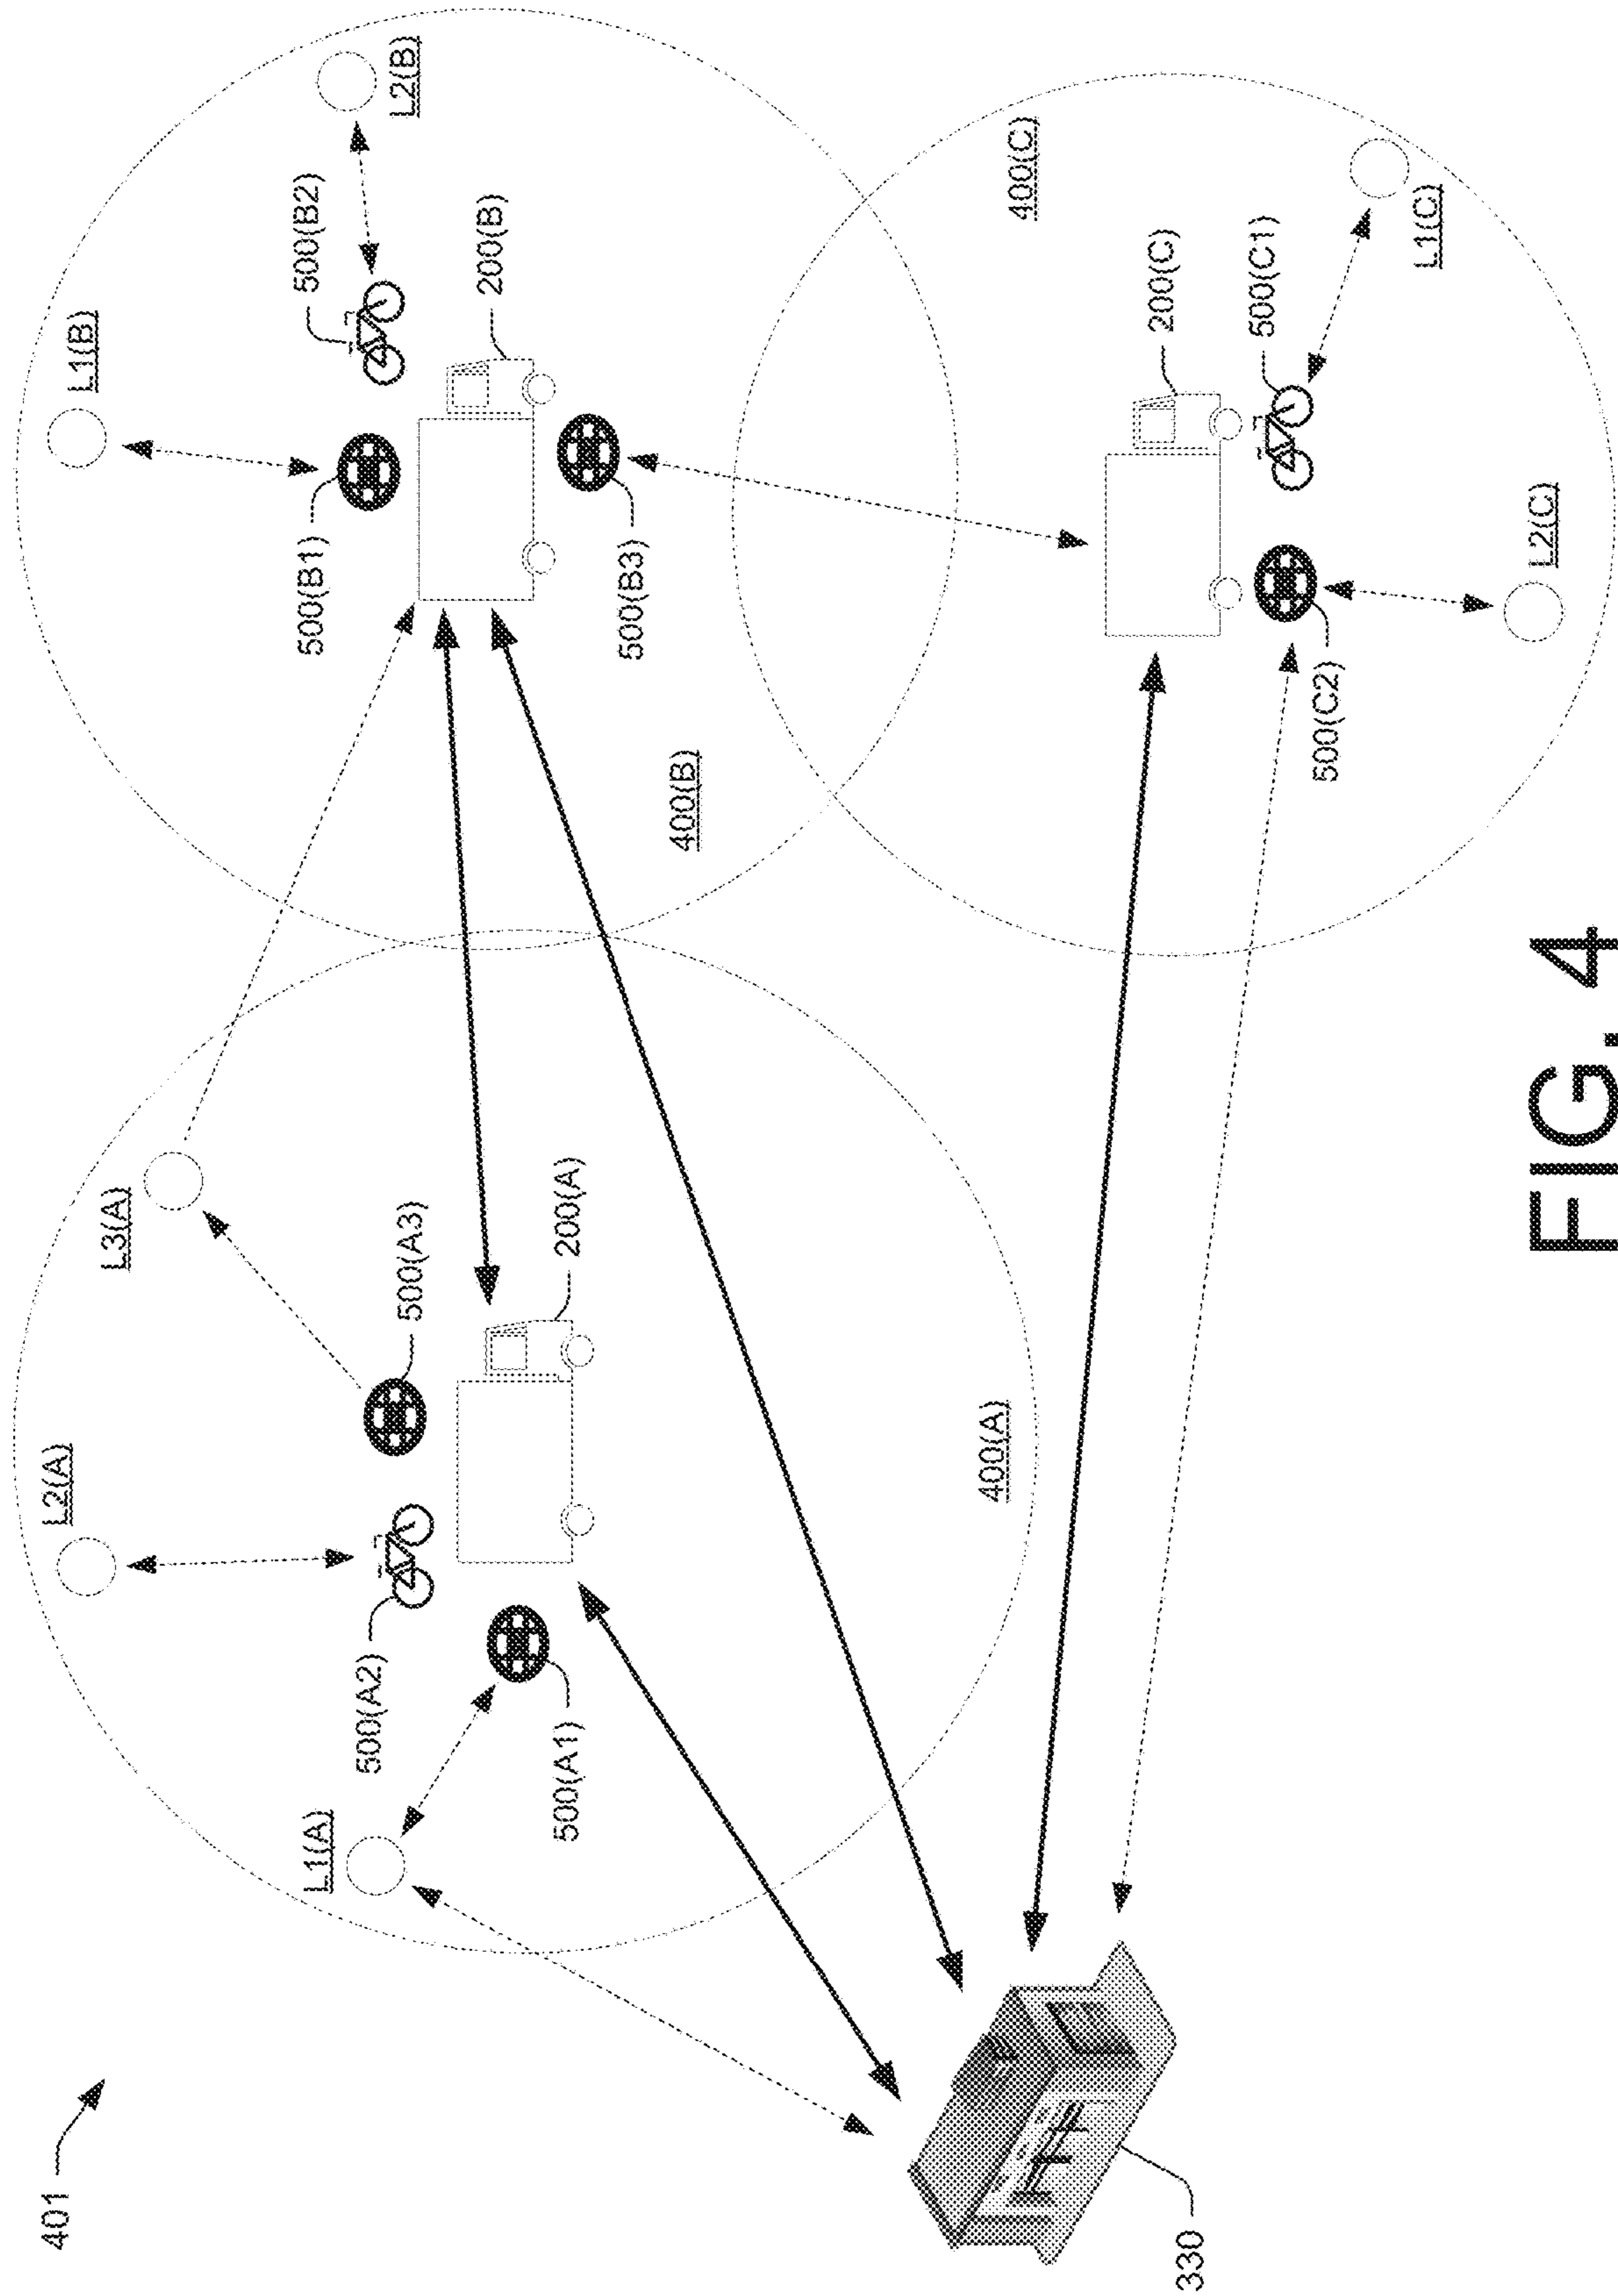 401
L1(A)
L2(A)
L3(A)
500(A2)
500(A3)
500(A1)
200(A)
400(A)
L1(B)
L2(B)
500(B2)
500(B1)
200(B)
500(B3)
400(B)
400(C)
200(C)
500(C1)
500(C2)
L1(C)
L2(C)
330
FIG. 4